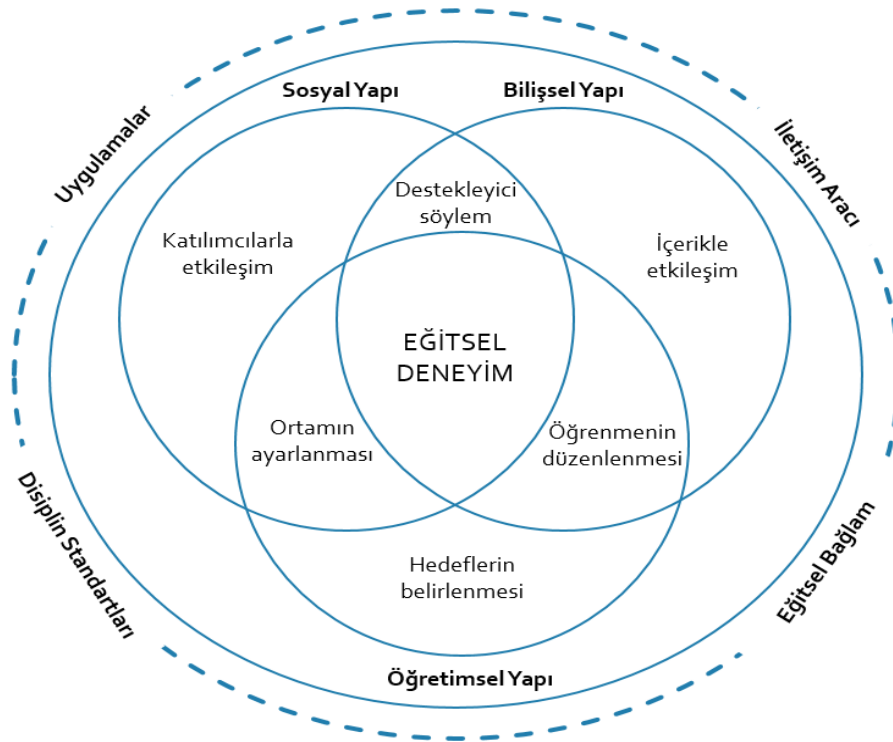 Sosyal Yapı
Bilişsel Yapı
Uygulamalar
İletişim Aracı
Destekleyici
söylem
Katılımcılarla
etkileşim
İçerikle
etkileşim
EĞİTSEL
DENEYİM
Ortamın
ayarlanması
Öğrenmenin
düzenlenmesi
Disiplin Standartları
Eğitsel Bağlam
Hedeflerin
belirlenmesi
Öğretimsel Yapı